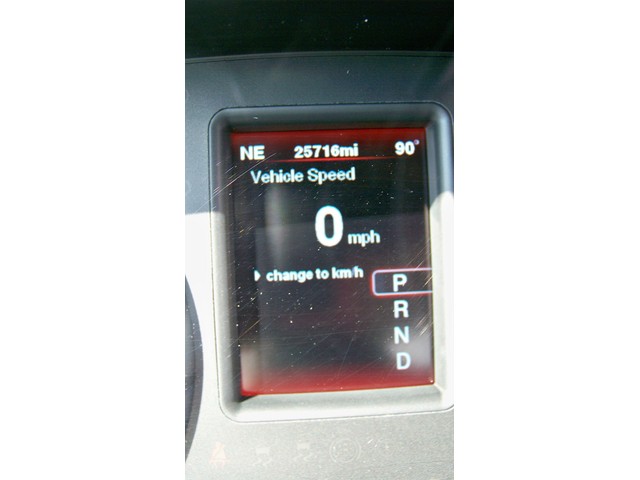 NE 25716mi 90°
Vehicle Speed
0 mph
change to km/h
P
R
N
D